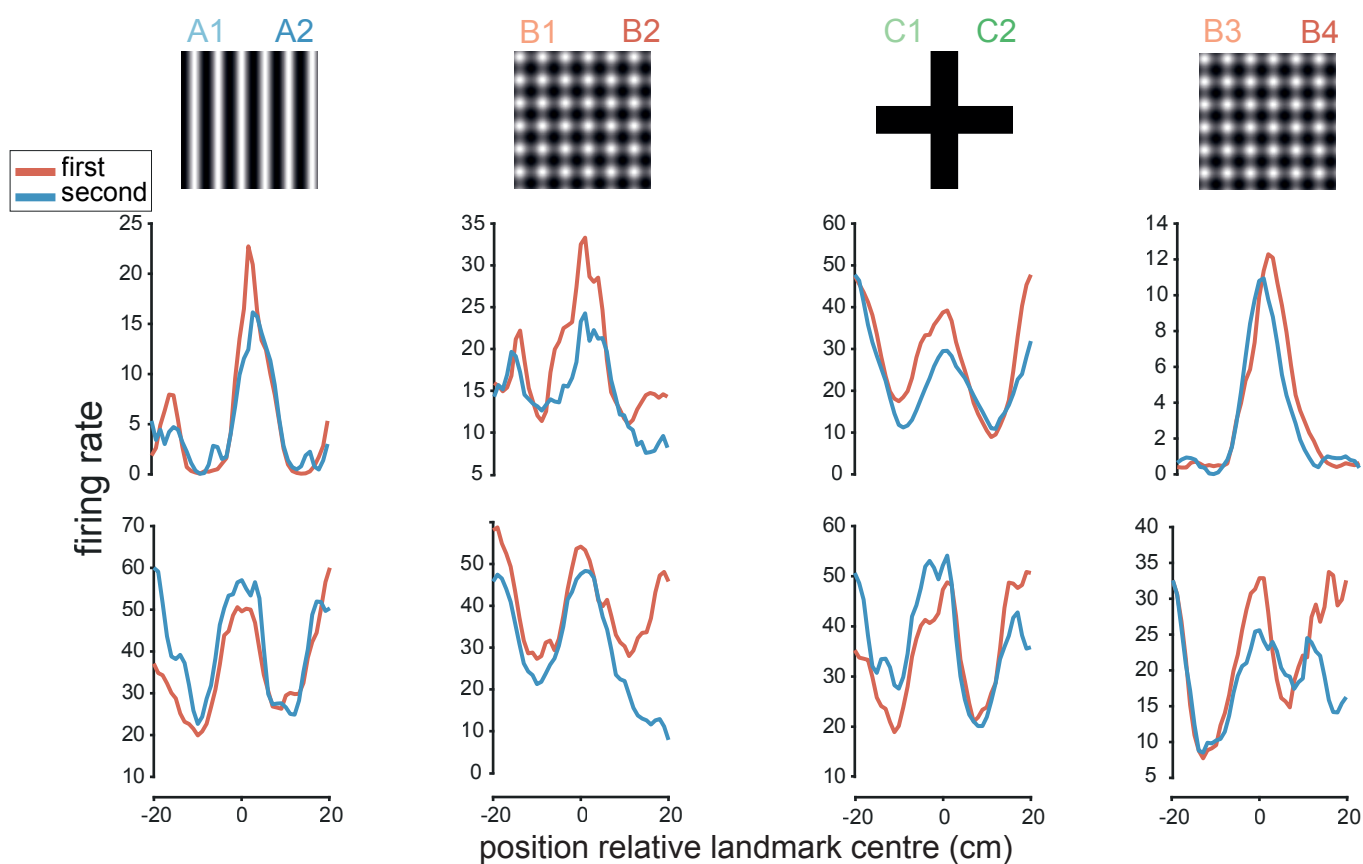 A1 A2 B1 B2 C1 C2 B3 B4
first
second
25 35 60 14
20 30 50 12
15 25 40 10
10 20 30 8
5 15 20 6
0 10 10 4
5 0 2
0
firing rate
70 50 60 40
60 40 50 35
50 30 40 30
40 20 30 25
30 10 20 20
20 0 10 15
10 10
5
-20 0 20 -20 0 20 -20 0 20 -20 0 20
position relative landmark centre (cm)